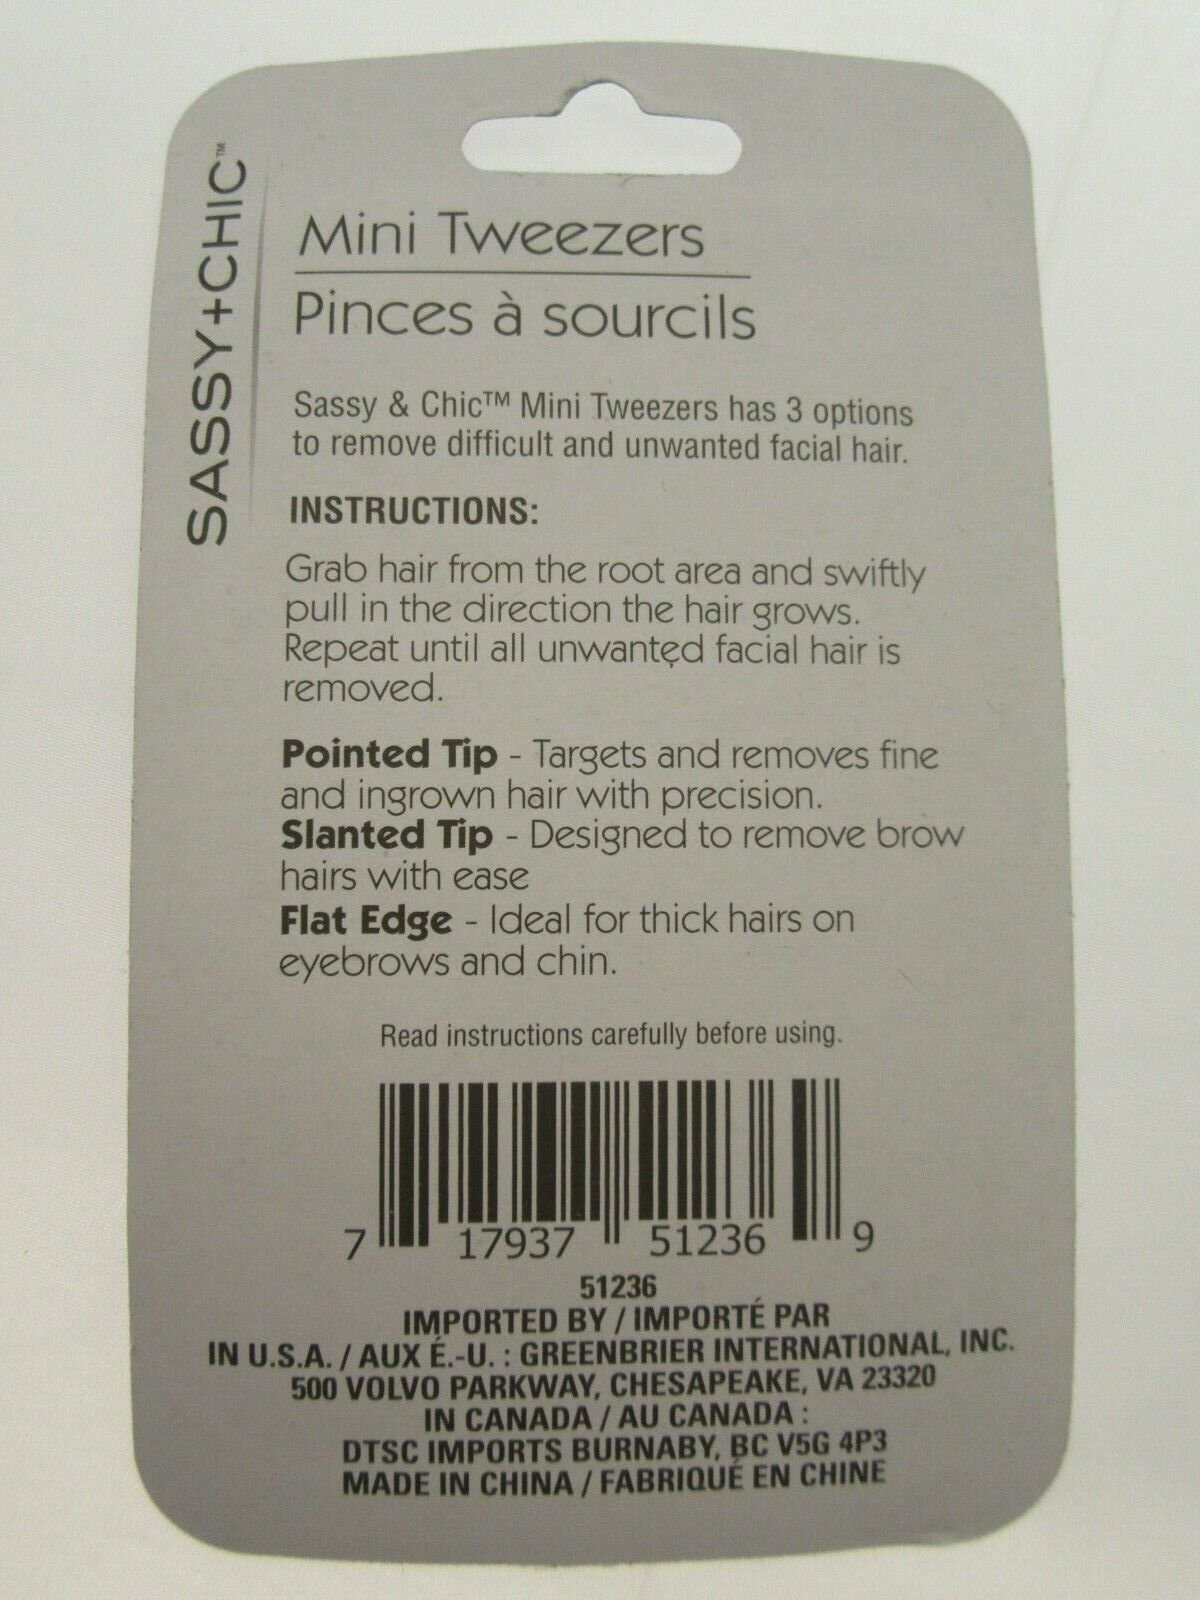 SASSY+CHIC™
Mini Tweezers
Pinces à sourcils
Sassy & Chic™ Mini Tweezers has 3 options
to remove difficult and unwanted facial hair.
INSTRUCTIONS:
Grab hair from the root area and swiftly
pull in the direction the hair grows.
Repeat until all unwanted facial hair is
removed.
Pointed Tip - Targets and removes fine
and ingrown hair with precision.
Slanted Tip - Designed to remove brow
hairs with ease
Flat Edge - Ideal for thick hairs on
eyebrows and chin.
Read instructions carefully before using.
7 17937 51236 9
51236
IMPORTED BY / IMPORTÉ PAR
IN U.S.A. / AUX É.-U. : GREENBRIER INTERNATIONAL, INC.
500 VOLVO PARKWAY, CHESAPEAKE, VA 23320
IN CANADA / AU CANADA :
DTSC IMPORTS BURNABY, BC V5G 4P3
MADE IN CHINA / FABRIQUÉ EN CHINE